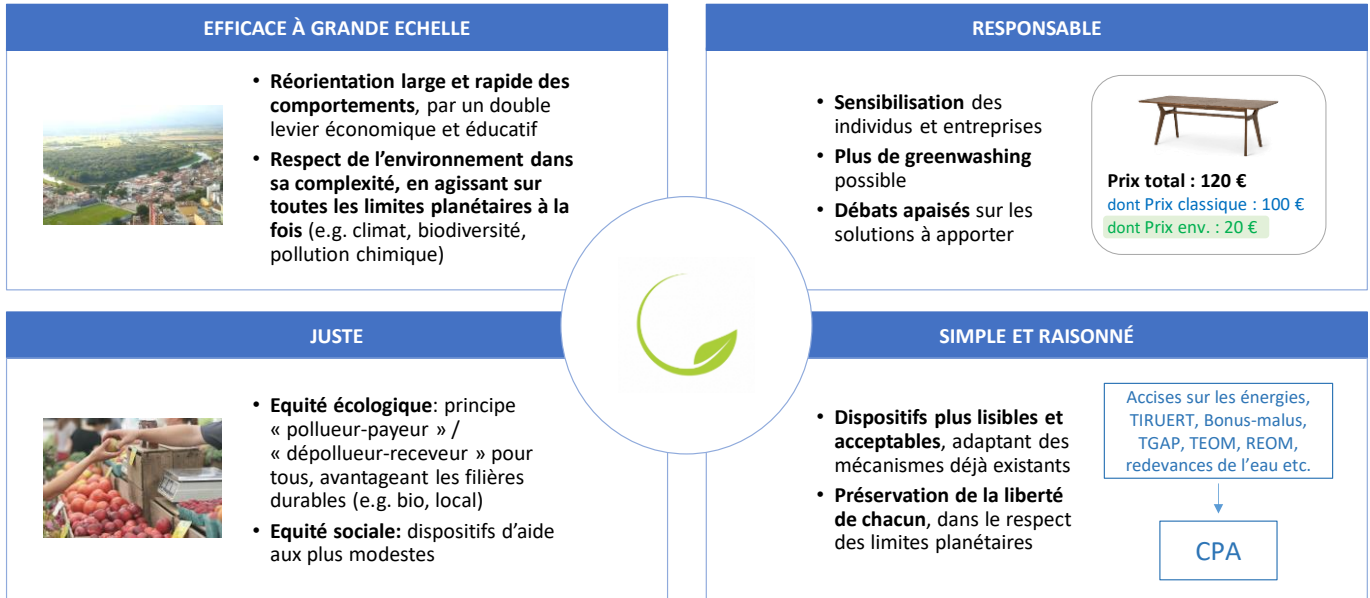 EFFICACE À GRANDE ECHELLE
• Réorientation large et rapide des
comportements, par un double
levier économique et éducatif
• Respect de l'environnement dans
sa complexité, en agissant sur
toutes les limites planétaires à la
fois (e.g. climat, biodiversité,
pollution chimique)
RESPONSABLE
• Sensibilisation des
individus et entreprises
• Plus de greenwashing
possible
• Débats apaisés sur les
solutions à apporter
Prix total : 120 €
dont Prix classique : 100 €
dont Prix env. : 20 €
JUSTE
• Equité écologique: principe
« pollueur-payeur » /
« dépollueur-receveur » pour
tous, avantageant les filières
durables (e.g. bio, local)
• Equité sociale: dispositifs d'aide
aux plus modestes
SIMPLE ET RAISONNÉ
• Dispositifs plus lisibles et
acceptables, adaptant des
mécanismes déjà existants
• Préservation de la liberté
de chacun, dans le respect
des limites planétaires
Accises sur les énergies,
TIRUERT, Bonus-malus,
TGAP, TEOM, REOM,
redevances de l'eau etc.
CPA